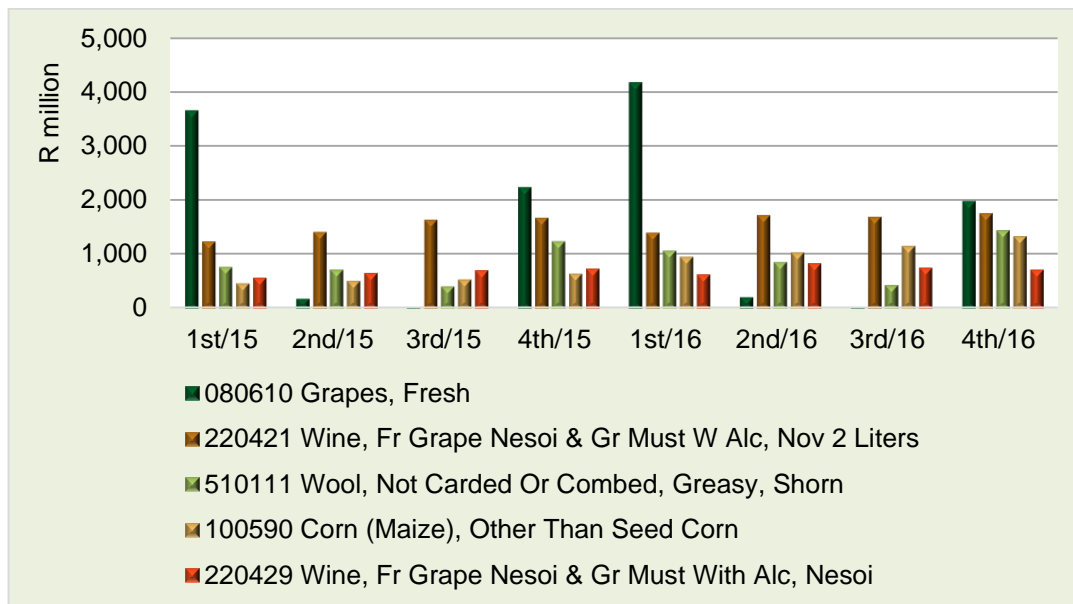 5,000
4,000
3,000
2,000
1,000
0
R million
1st/15 2nd/15 3rd/15 4th/15 1st/16 2nd/16 3rd/16 4th/16
080610 Grapes, Fresh
220421 Wine, Fr Grape Nesoi & Gr Must W Alc, Nov 2 Liters
510111 Wool, Not Carded Or Combed, Greasy, Shorn
100590 Corn (Maize), Other Than Seed Corn
220429 Wine, Fr Grape Nesoi & Gr Must With Alc, Nesoi